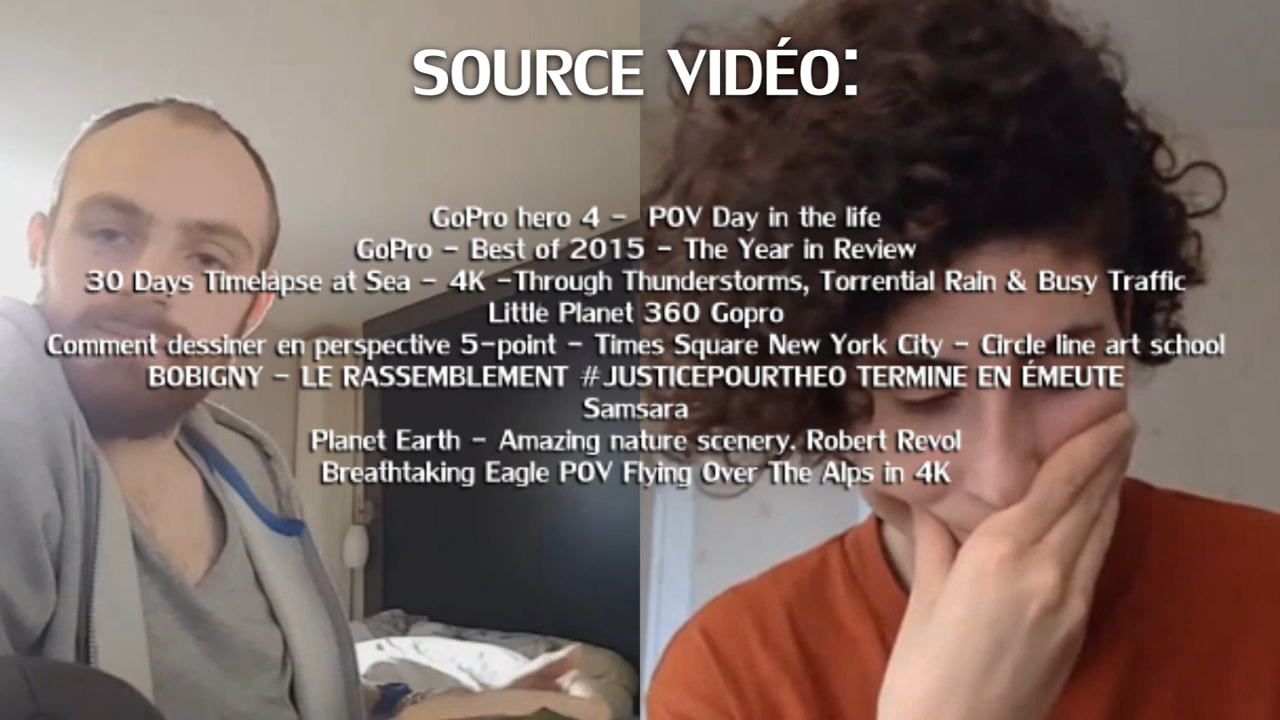 SOURCE VIDÉO:
GoPro hero 4 - POV Day in the life
GoPro - Best of 2015 - The Year in Review
30 Days Timelapse at Sea - 4K -Through Thunderstorms, Torrential Rain & Busy Traffic
Little Planet 360 Gopro
Comment dessiner en perspective 5-point - Times Square New York City - Circle line art school
BOBIGNY - LE RASSEMBLEMENT #JUSTICEPOURTHEO TERMINE EN ÉMEUTE
Samsara
Planet Earth - Amazing nature scenery. Robert Revol
Breathtaking Eagle POV Flying Over The Alps in 4K